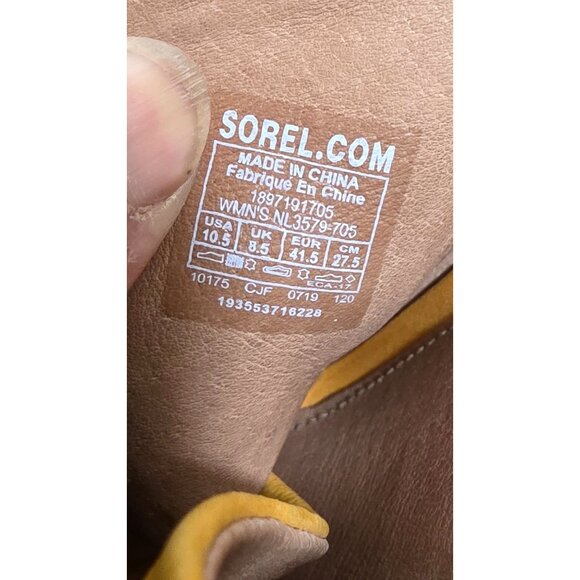 SOREL.COM
MADE IN CHINA
Fabriqué En Chine
1897191705
WMN'S NL3579-705
USA UK EUR CM
10.5 8.5 41.5 27.5
ECA-17
10175 CJF 0719 120
193553716228